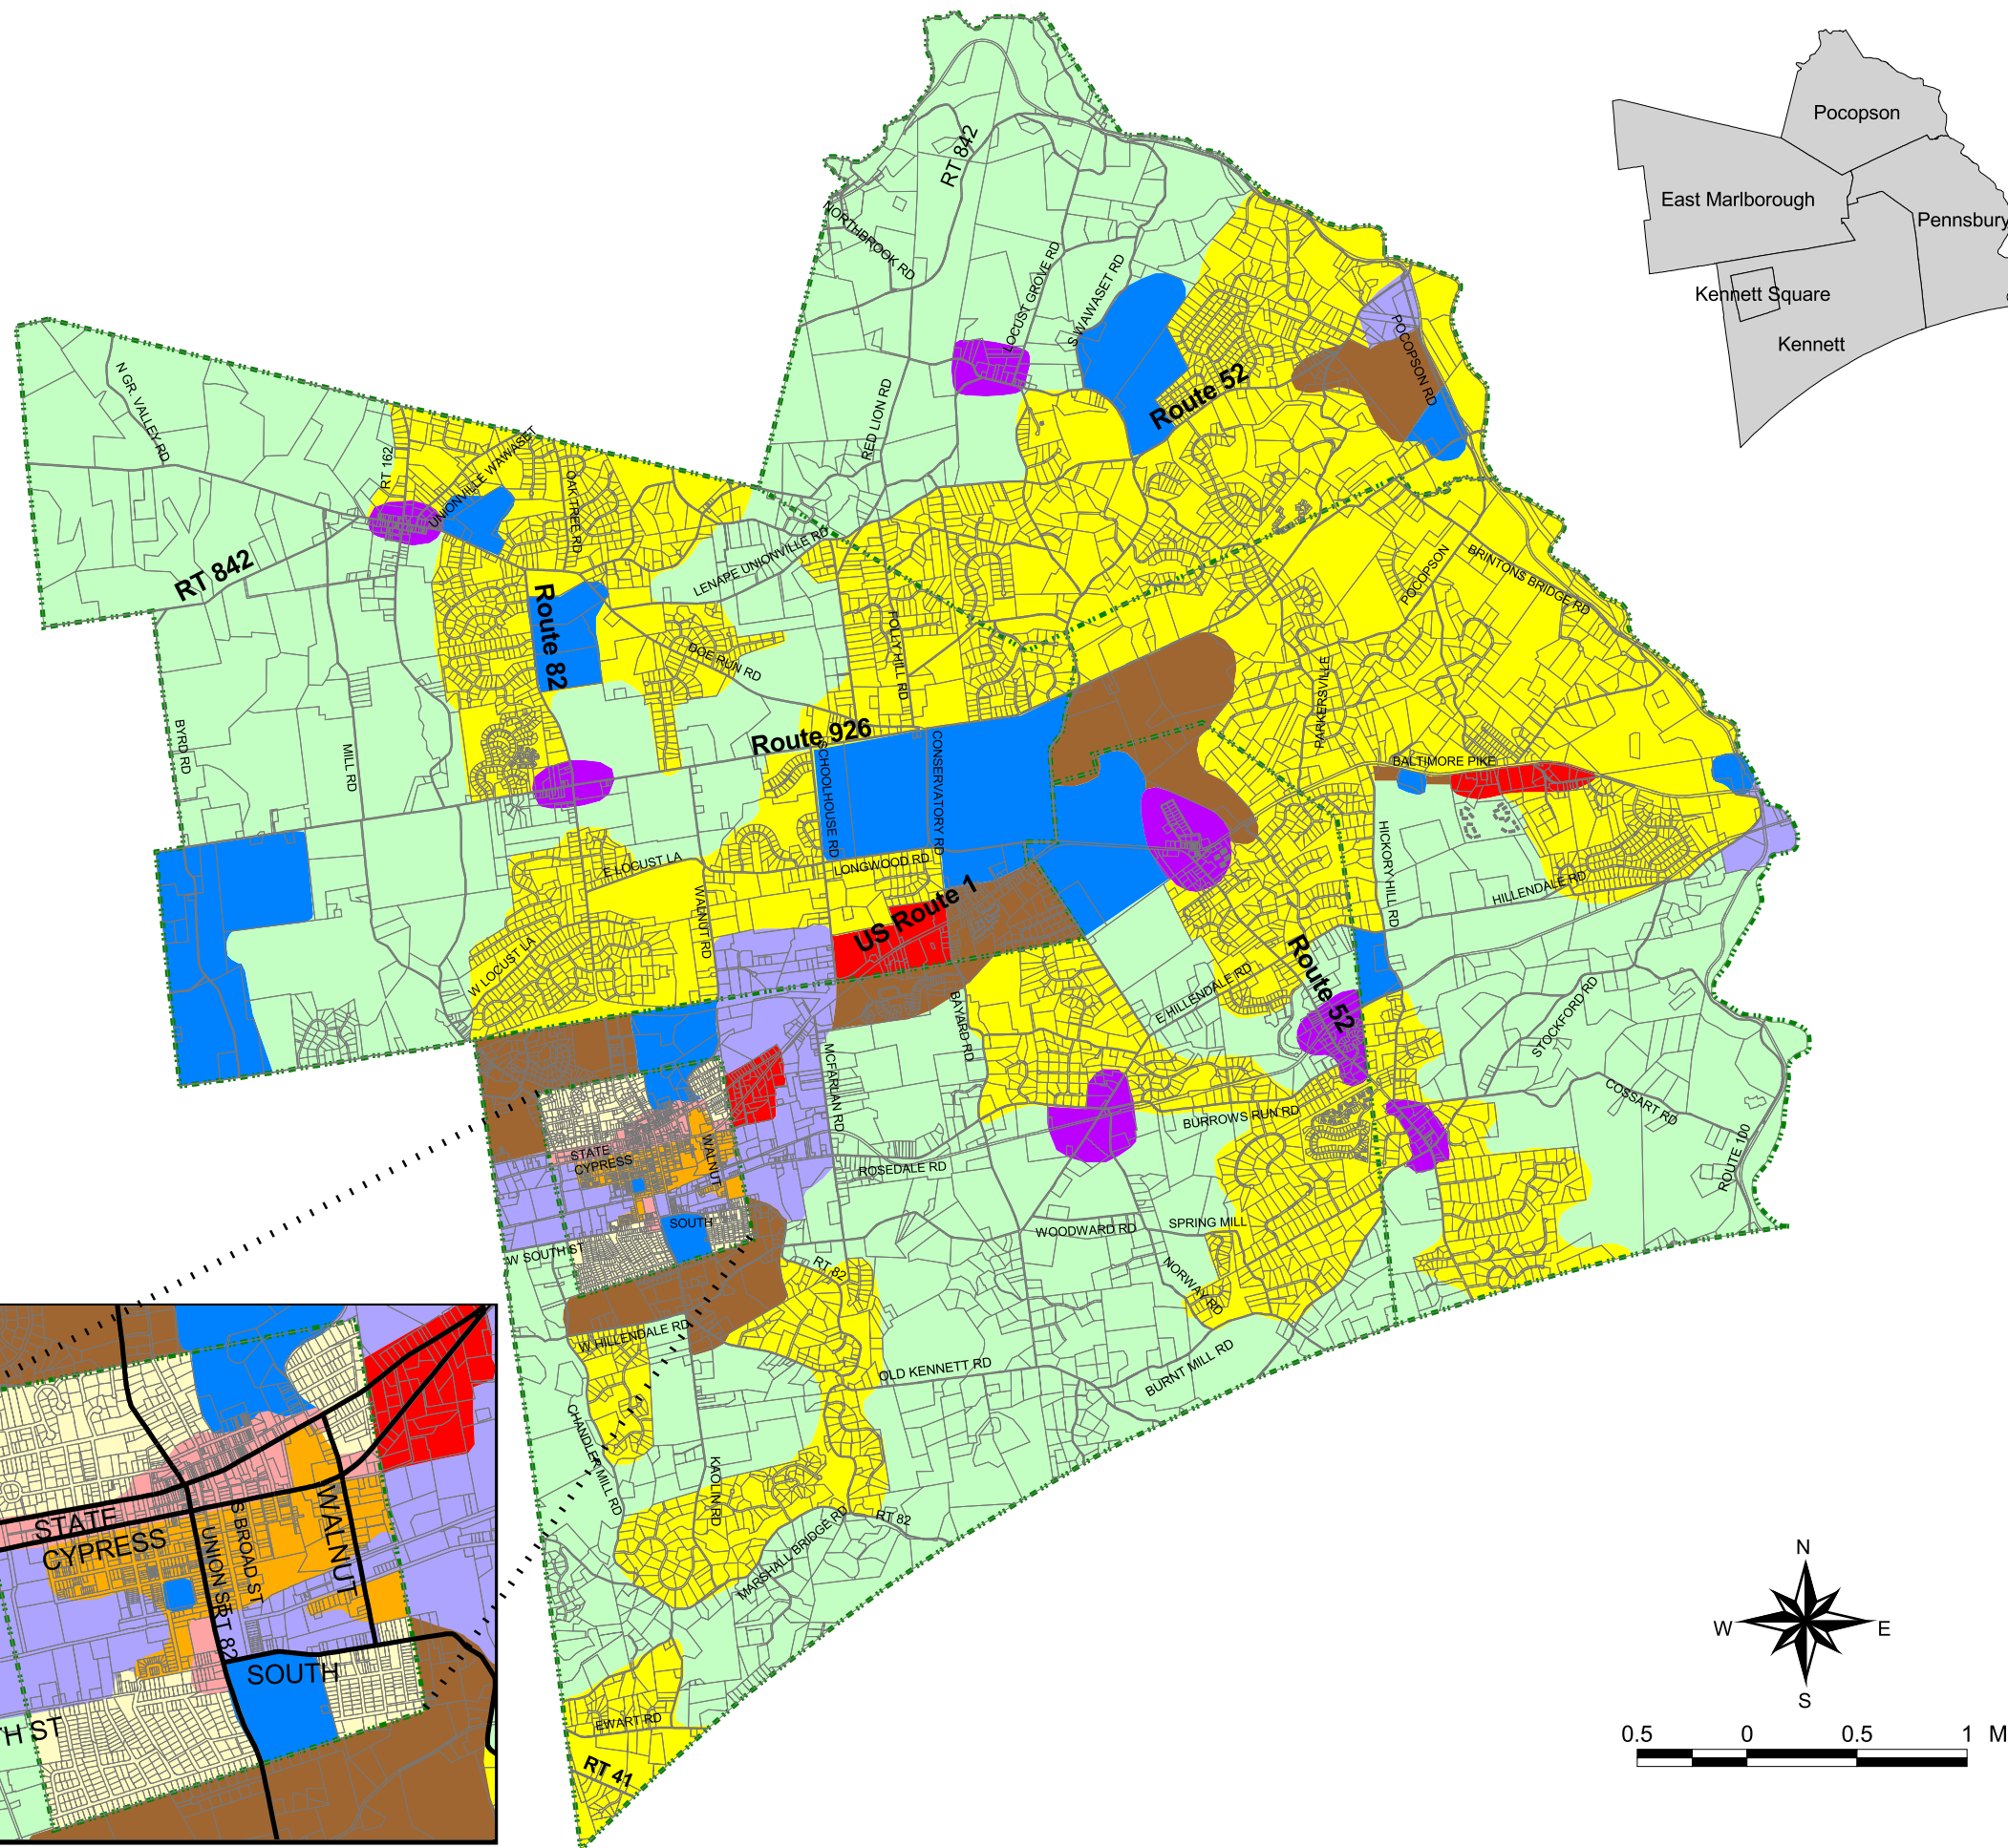 Pocopson
East Marlborough
Pennsbury
Kennett Square
Kennett
RT 842
NORTHBROOK RD
LOCUST GROVE RD
S WAWASET RD
RED LION RD
Route 52
POCOPSON RD
N GR. VALLEY RD
RT 162
UNIONVILLE WAWASET
OAKTREE RD
RT 842
LENAPE UNIONVILLE RD
Route 82
DOE RUN RD
FOLLY HILL RD
POCOPSON
BRINTONS BRIDGE RD
PARKERSVILLE
BYRD RD
MILL RD
Route 926
SCHOOLHOUSE RD
CONSERVATORY RD
BALTIMORE PIKE
E LOCUST LA
LONGWOOD RD
WALNUT RD
W LOCUST LA
US Route 1
HICKORY HILL RD
HILLENDALE RD
Route 52
E HILLENDALE RD
BAYARD RD
MCFARLAN RD
STOCKFORD RD
COSSART RD
ROUTE 100
BURROWS RUN RD
STATE
CYPRESS
WALNUT
ROSEDALE RD
SOUTH
W SOUTH ST
WOODWARD RD
SPRING MILL
NORWAY RD
RT 82
W HILLENDALE RD
OLD KENNETT RD
BURNT MILL RD
CHANDLER MILL RD
KAOLIN RD
MARSHALL BRIDGE RD
RT 82
EWART RD
RT 41
STATE
CYPRESS
UNION ST
S BROAD ST
WALNUT
RT 82
SOUTH
TH ST
N
W E
S
0.5 0 0.5 1 M